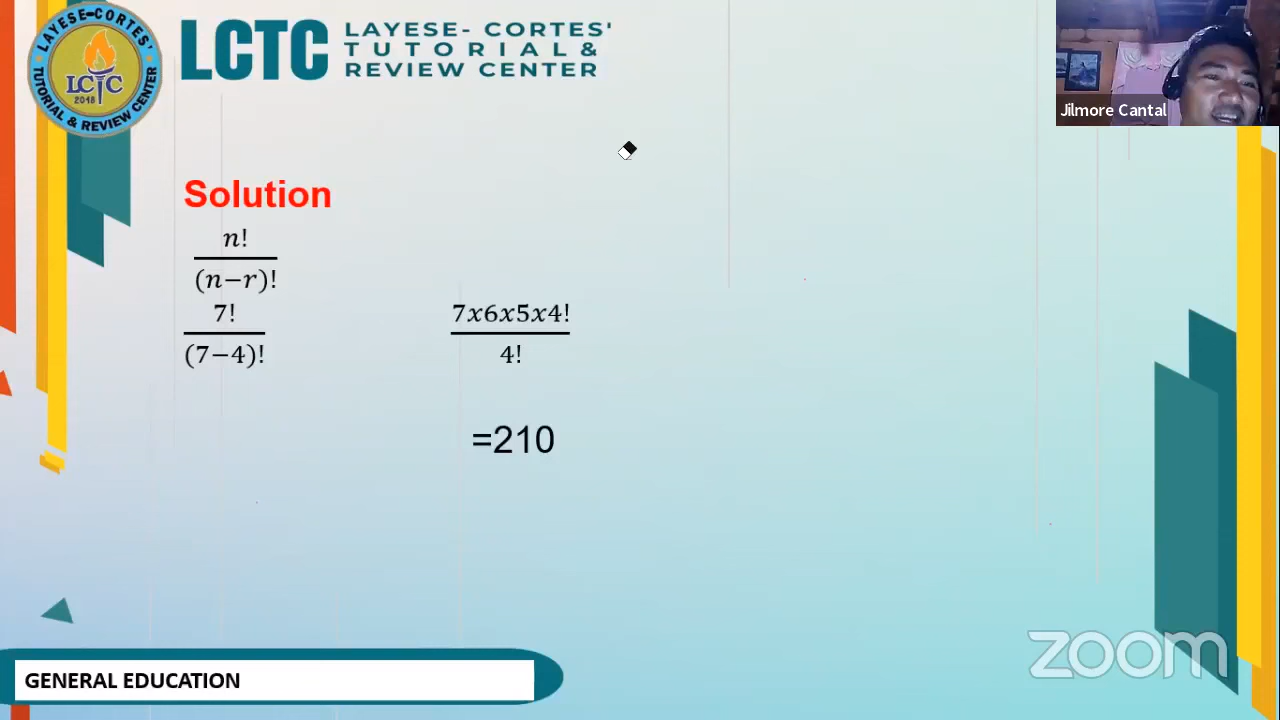 LAYESE-CORTES'
LCTC
2018
TUTORIAL & REVIEW CENTER
LCTC
LAYESE- CORTES'
TUTORIAL &
REVIEW CENTER
Jilmore Cantal
Solution
n!
(n−r)!
7!
(7−4)!
7x6x5x4!
4!
=210
GENERAL EDUCATION
zoom